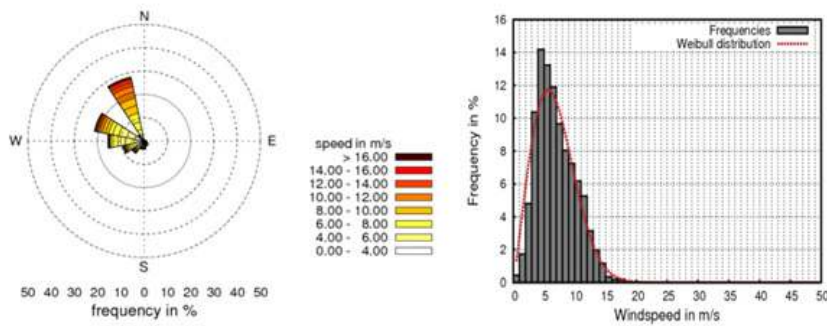 N
W
E
S
50 40 30 20 10 0 10 20 30 40 50
frequency in %
speed in m/s
> 16.00
14.00 - 16.00
12.00 - 14.00
10.00 - 12.00
8.00 - 10.00
6.00 - 8.00
4.00 - 6.00
0.00 - 4.00
Frequencies
Weibull distribution
Frequency in %
16
14
12
10
8
6
4
2
0
0 5 10 15 20 25 30 35 40 45 50
Windspeed in m/s